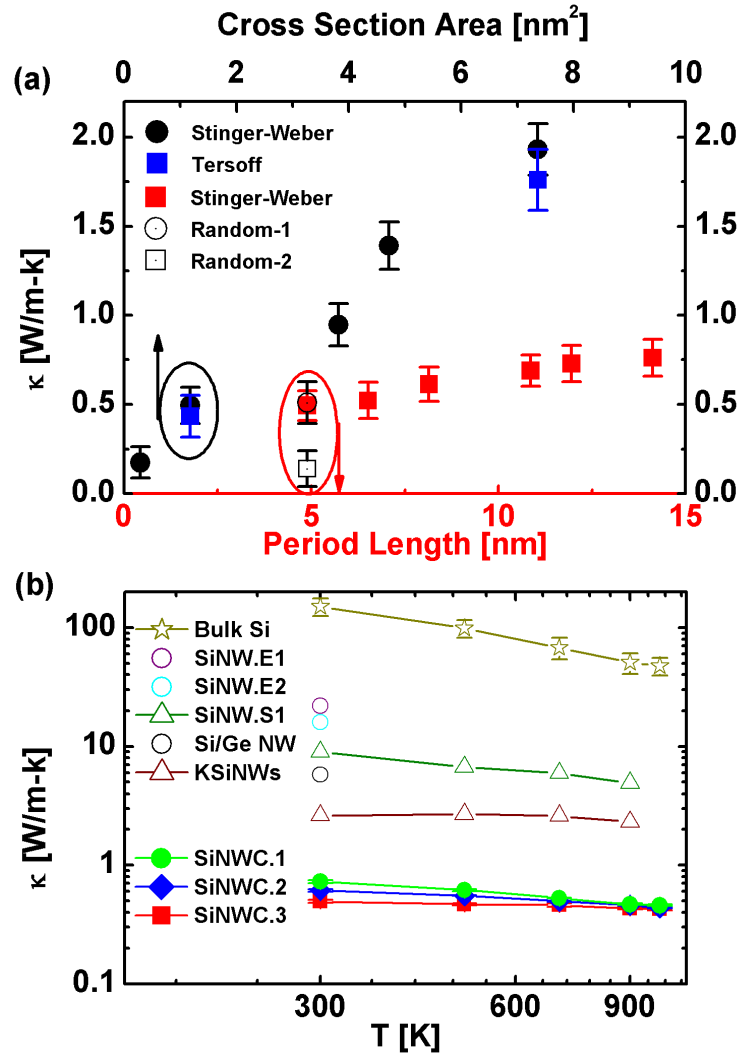 Cross Section Area [nm²]
0 2 4 6 8 10
(a)
2.0 2.0
Stinger-Weber
Tersoff
Stinger-Weber
Random-1
Random-2
1.5 1.5
κ [W/m-k]
1.0 1.0
0.5 0.5
0.0 0.0
0 5 10 15
Period Length [nm]
(b)
100
Bulk Si
SiNW.E1
SiNW.E2
SiNW.S1
Si/Ge NW
KSiNWs
10
κ [W/m-k]
1
SiNWC.1
SiNWC.2
SiNWC.3
0.1
300 600 900
T [K]